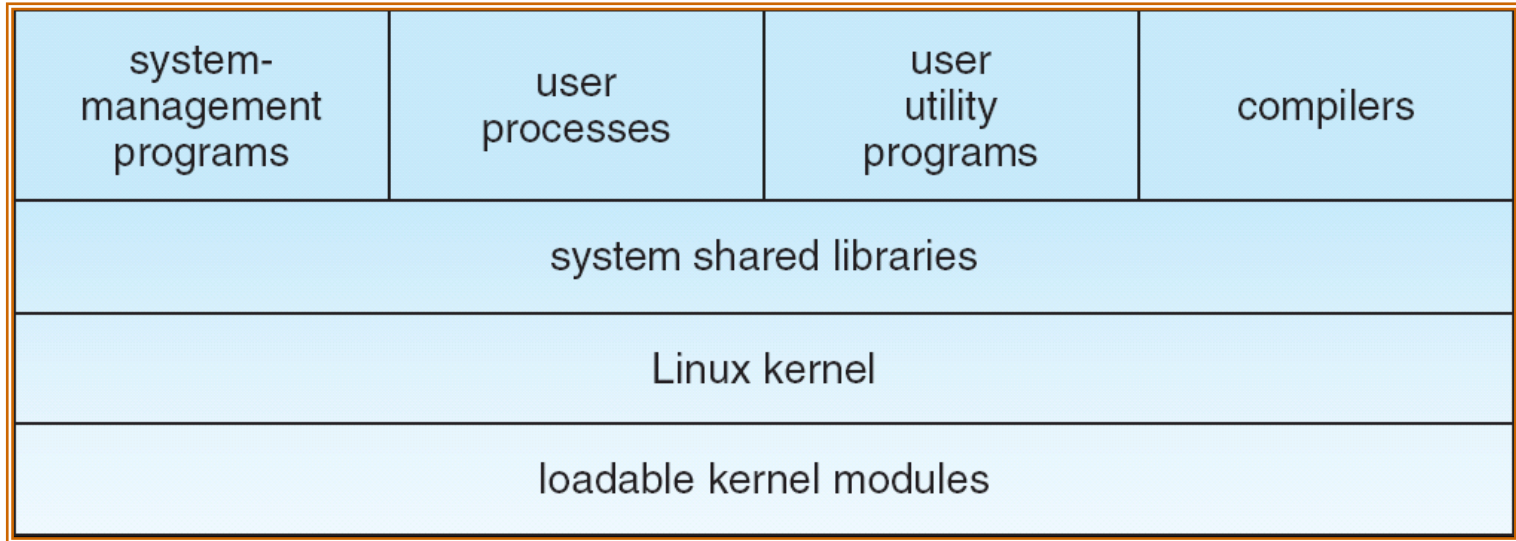 system-
management
programs
user
processes
user
utility
programs
compilers
system shared libraries
Linux kernel
loadable kernel modules